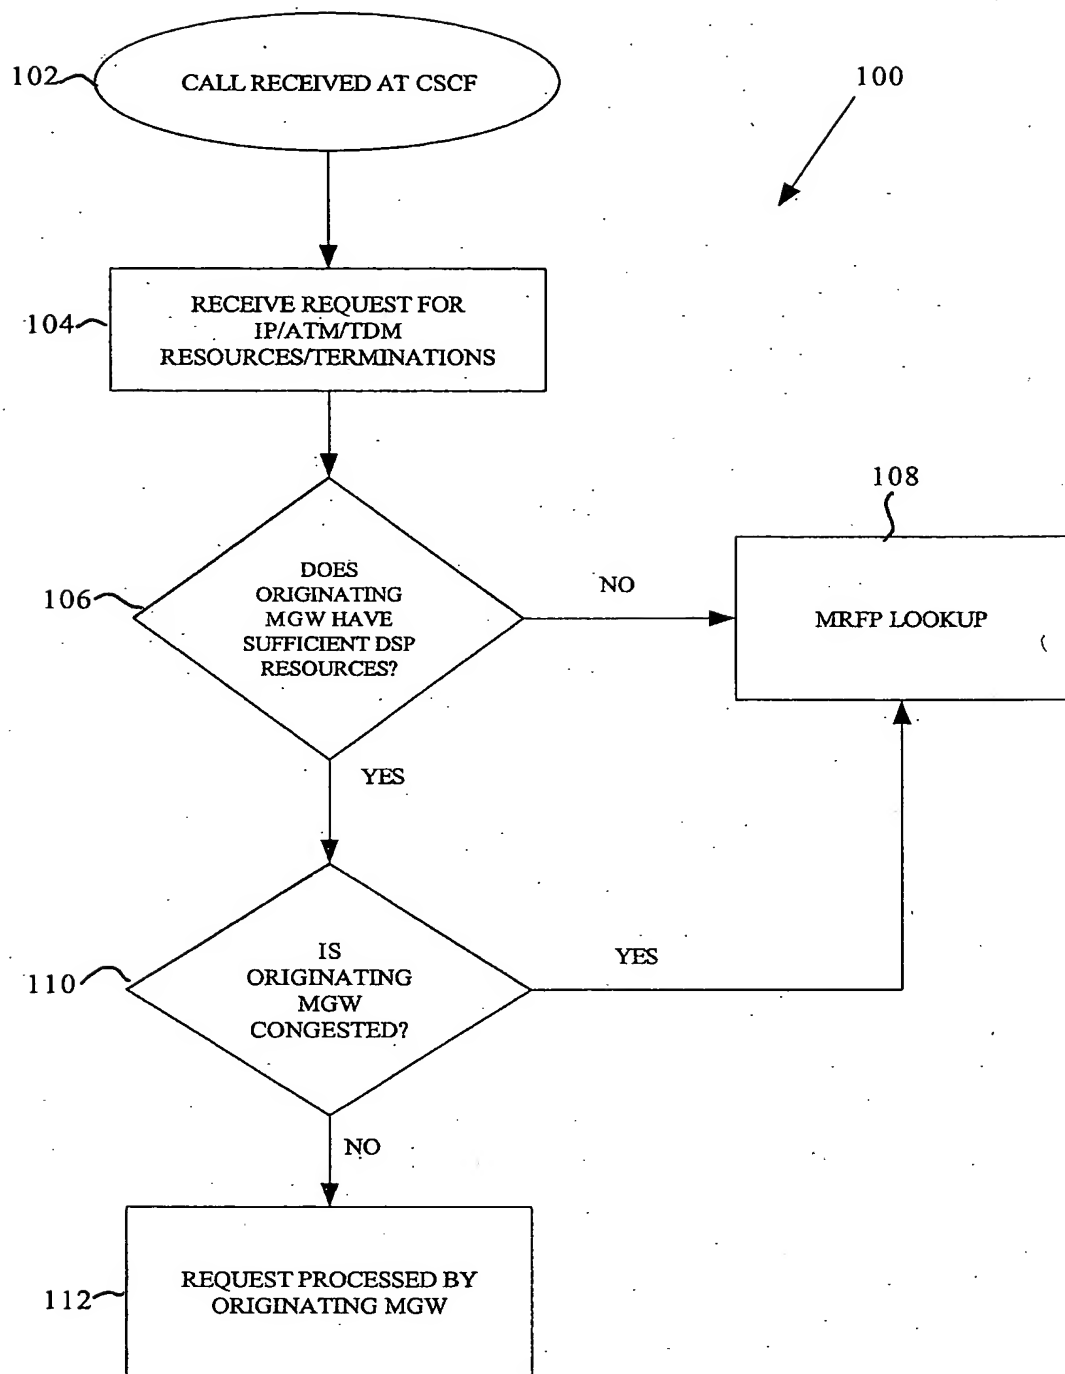 102
CALL RECEIVED AT CSCF
100
104
RECEIVE REQUEST FOR
IP/ATM/TDM
RESOURCES/TERMINATIONS
108
MRFP LOOKUP
106
DOES
ORIGINATING
MGW HAVE
SUFFICIENT DSP
RESOURCES?
NO
YES
110
IS
ORIGINATING
MGW
CONGESTED?
YES
NO
112
REQUEST PROCESSED BY
ORIGINATING MGW